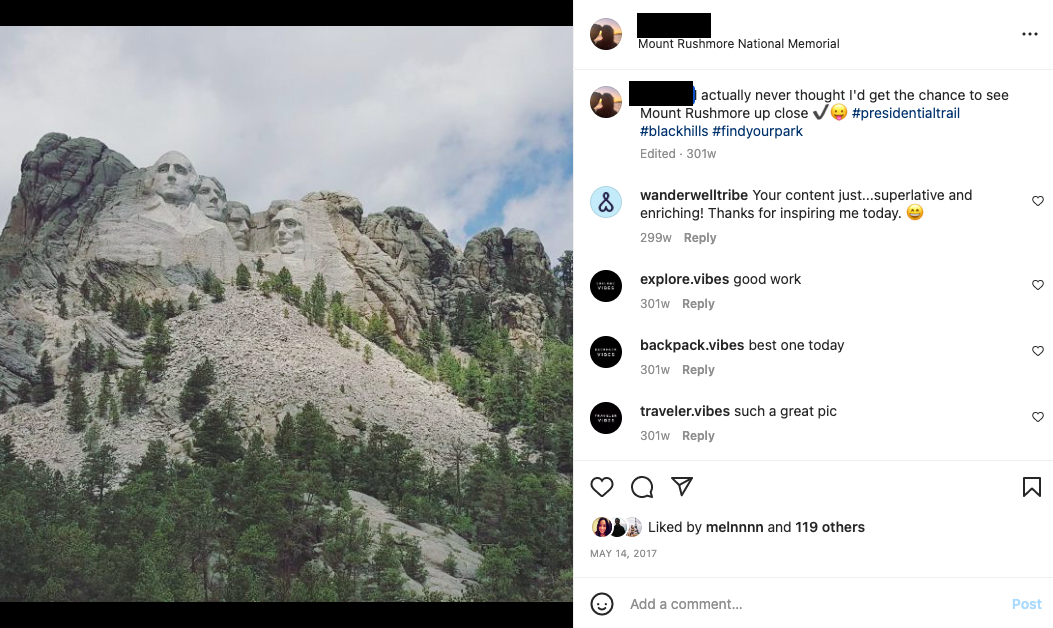 Mount Rushmore National Memorial
actually never thought I'd get the chance to see
Mount Rushmore up close ✔️😛 #presidentialtrail
#blackhills #findyourpark
Edited · 301w
wanderwelltribe Your content just...superlative and
enriching! Thanks for inspiring me today. 😄
299w Reply
explore.vibes good work
301w Reply
backpack.vibes best one today
301w Reply
traveler.vibes such a great pic
301w Reply
Liked by melnnnn and 119 others
MAY 14, 2017
Add a comment...
Post